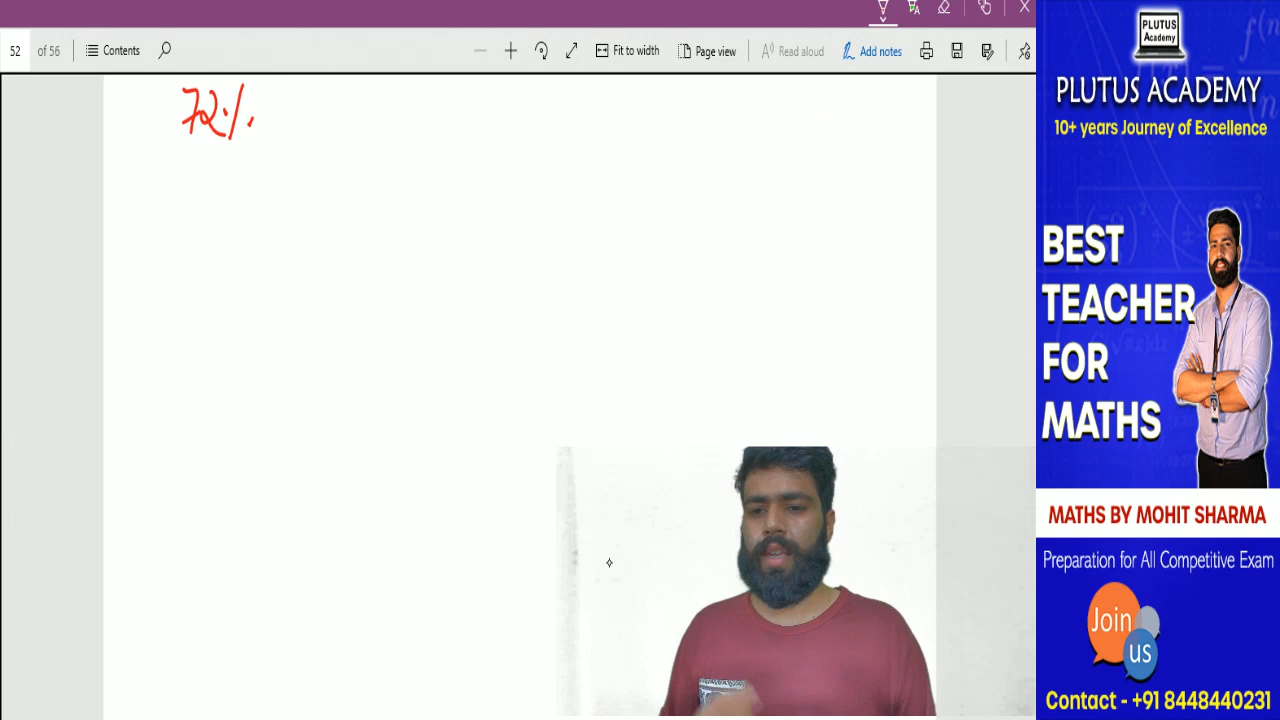 52 of 56 Contents Fit to width Page view Read aloud Add notes
72%
PLUTUS
Academy
PLUTUS ACADEMY
10+ years Journey of Excellence
BEST
TEACHER
FOR
MATHS
MATHS BY MOHIT SHARMA
Preparation for All Competitive Exam
Join
us
Contact - +91 8448440231